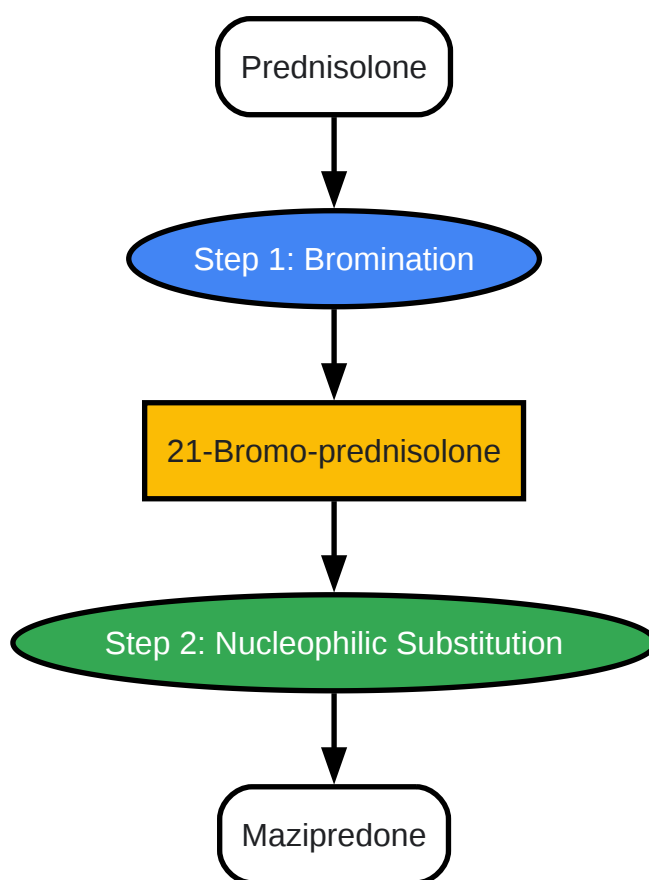 Prednisolone
Step 1: Bromination
21-Bromo-prednisolone
Step 2: Nucleophilic Substitution
Mazipredone